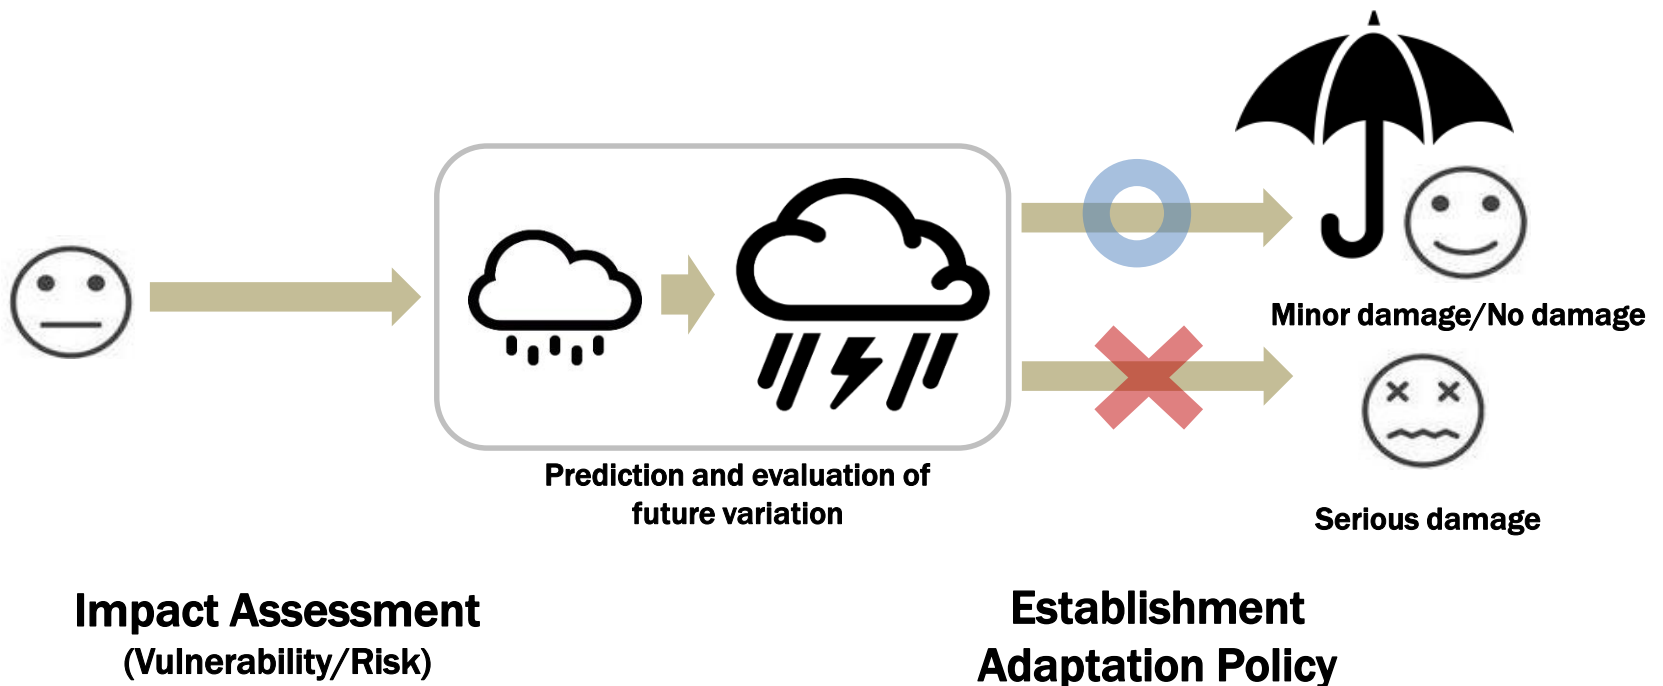 Minor damage/No damage
Prediction and evaluation of
future variation
Serious damage
Impact Assessment
(Vulnerability/Risk)
Establishment
Adaptation Policy